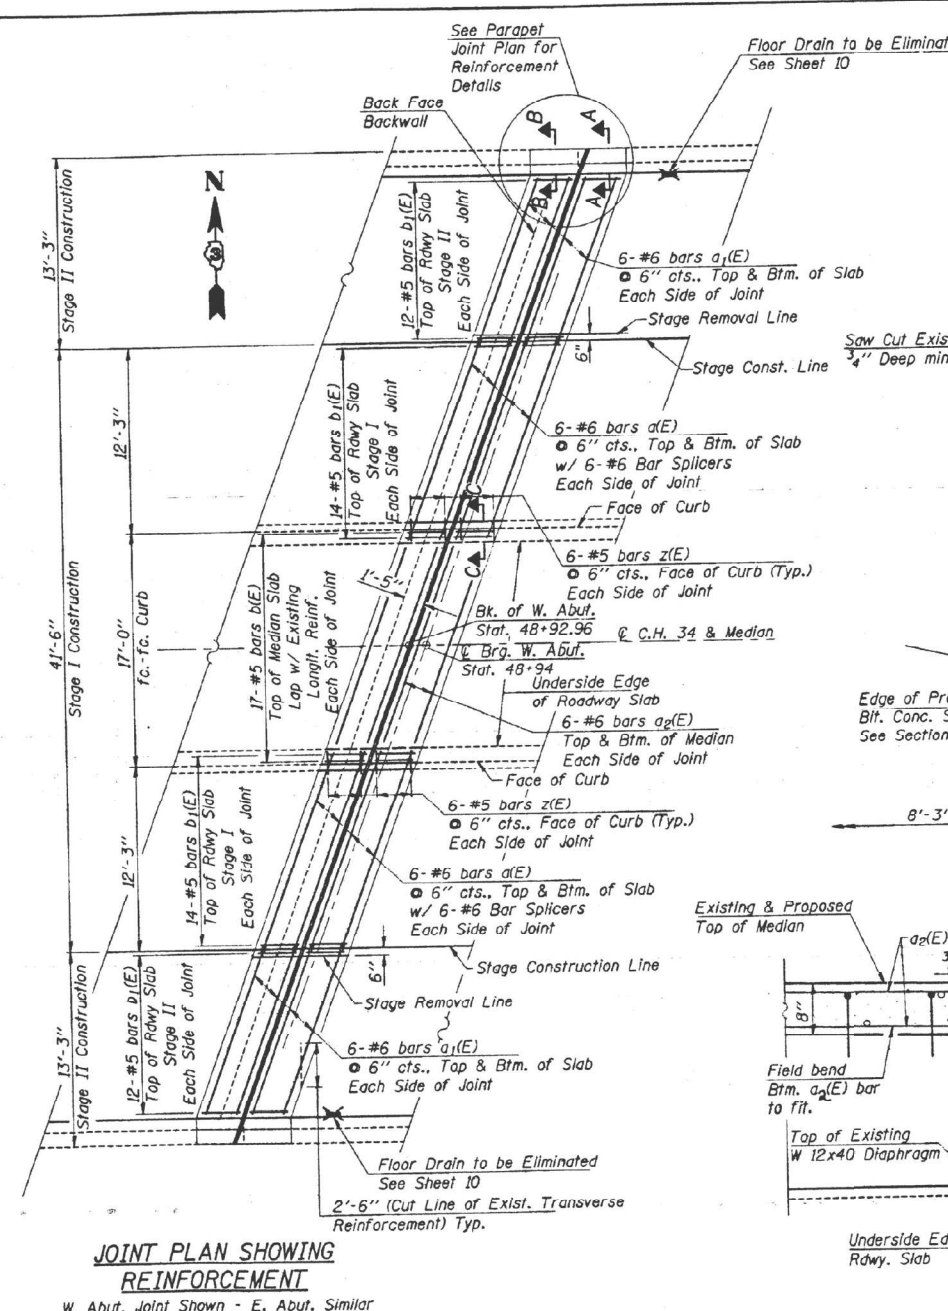 See Parapet
Joint Plan for
Reinforcement
Details
Floor Drain to be Eliminat
See Sheet 10
Back Face
Backwall
B
A
B
A
N
13'-3"
Stage II Construction
12-#5 bars b1(E)
Top of Rdwy Slab
Stage II
Each Side of Joint
6-#6 bars a1(E)
@ 6" cts., Top & Btm. of Slab
Each Side of Joint
Stage Removal Line
6"
Stage Const. Line
Saw Cut Exis
3/4" Deep min
41'-6"
Stage I Construction
12'-3"
14-#5 bars b1(E)
Top of Rdwy Slab
Stage I
Each Side of Joint
6-#6 bars a(E)
@ 6" cts., Top & Btm. of Slab
w/ 6-#6 Bar Splicers
Each Side of Joint
C
Face of Curb
C
6-#5 bars z(E)
@ 6" cts., Face of Curb (Typ.)
Each Side of Joint
17'-0"
fc.-fc. Curb
17-#5 bars b(E)
Top of Median Slab
Lap w/ Existing
Longit. Reinf.
Each Side of Joint
1'-5"
Bk. of W. Abut.
Stat. 48+92.96
℄ C.H. 34 & Median
℄ Brg. W. Abut.
Stat. 48+94
Underside Edge
of Roadway Slab
6-#6 bars a2(E)
Top & Btm. of Median
Each Side of Joint
Edge of Pr
Bit. Conc. S
See Section
Face of Curb
6-#5 bars z(E)
@ 6" cts., Face of Curb (Typ.)
Each Side of Joint
8'-3"
12'-3"
14-#5 bars b1(E)
Top of Rdwy Slab
Stage I
Each Side of Joint
6-#6 bars a(E)
@ 6" cts., Top & Btm. of Slab
w/ 6-#6 Bar Splicers
Each Side of Joint
Existing & Proposed
Top of Median
a2(E)
3
8"
6"
Stage Construction Line
Stage Removal Line
13'-3"
Stage II Construction
12-#5 bars b1(E)
Top of Rdwy Slab
Stage II
Each Side of Joint
6-#6 bars a1(E)
@ 6" cts., Top & Btm. of Slab
Each Side of Joint
Field bend
Btm. a2(E) bar
to fit.
Top of Existing
W 12x40 Diaphragm
Floor Drain to be Eliminated
See Sheet 10
2'-6" (Cut Line of Exist. Transverse
Reinforcement) Typ.
Underside Ed
Rdwy. Slab
JOINT PLAN SHOWING
REINFORCEMENT
W. Abut. Joint Shown - E. Abut. Similar